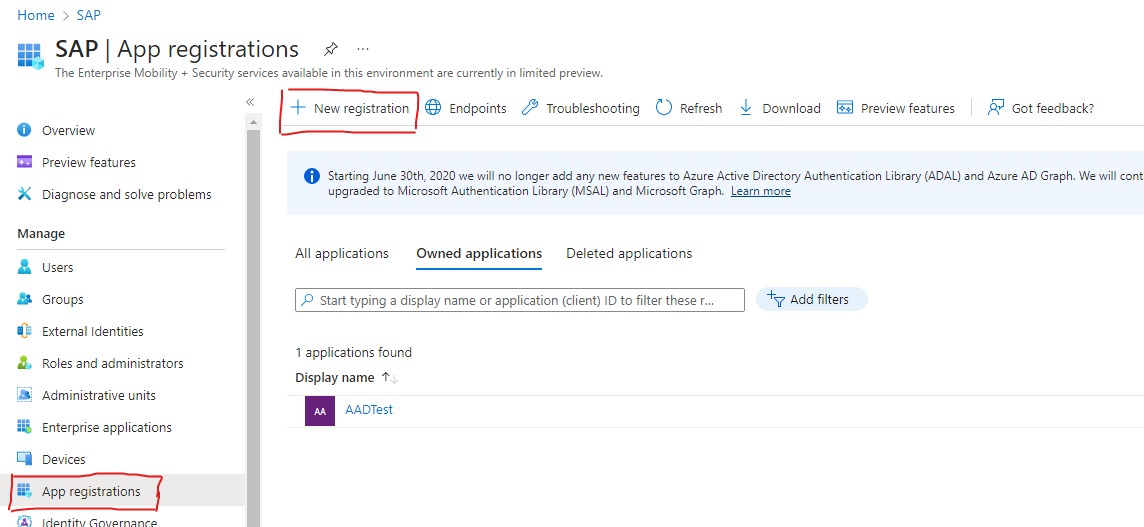 Home > SAP
SAP | App registrations
The Enterprise Mobility + Security services available in this environment are currently in limited preview.
Overview
Preview features
Diagnose and solve problems
Manage
Users
Groups
External Identities
Roles and administrators
Administrative units
Enterprise applications
Devices
App registrations
Identity Governance
New registration
Endpoints
Troubleshooting
Refresh
Download
Preview features
Got feedback?
Starting June 30th, 2020 we will no longer add any new features to Azure Active Directory Authentication Library (ADAL) and Azure AD Graph. We will cont
upgraded to Microsoft Authentication Library (MSAL) and Microsoft Graph. Learn more
All applications
Owned applications
Deleted applications
Start typing a display name or application (client) ID to filter these r...
Add filters
1 applications found
Display name
AA
AADTest